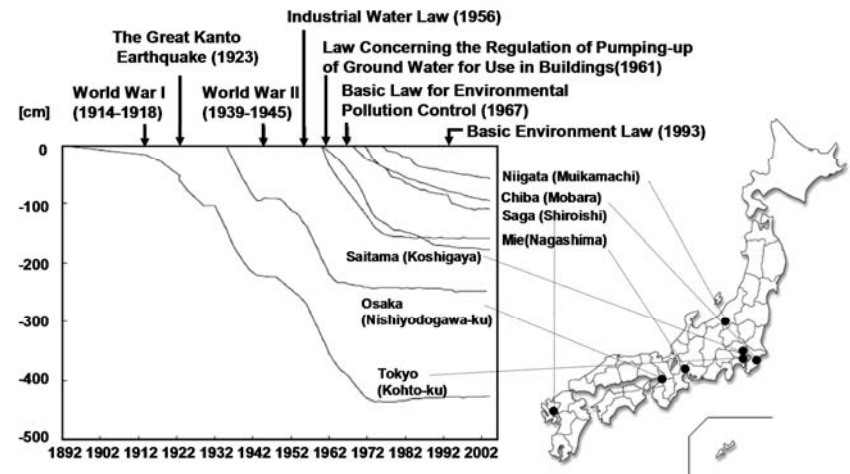 Industrial Water Law (1956)
The Great Kanto
Earthquake (1923)
Law Concerning the Regulation of Pumping-up
of Ground Water for Use in Buildings(1961)
World War I
(1914-1918)
World War II
(1939-1945)
Basic Law for Environmental
Pollution Control (1967)
Basic Environment Law (1993)
[cm]
0
-100
-200
-300
-400
-500
Niigata (Muikamachi)
Chiba (Mobara)
Saga (Shiroishi)
Mie(Nagashima)
Saitama (Koshigaya)
Osaka
(Nishiyodogawa-ku)
Tokyo
(Kohto-ku)
1892 1902 1912 1922 1932 1942 1952 1962 1972 1982 1992 2002